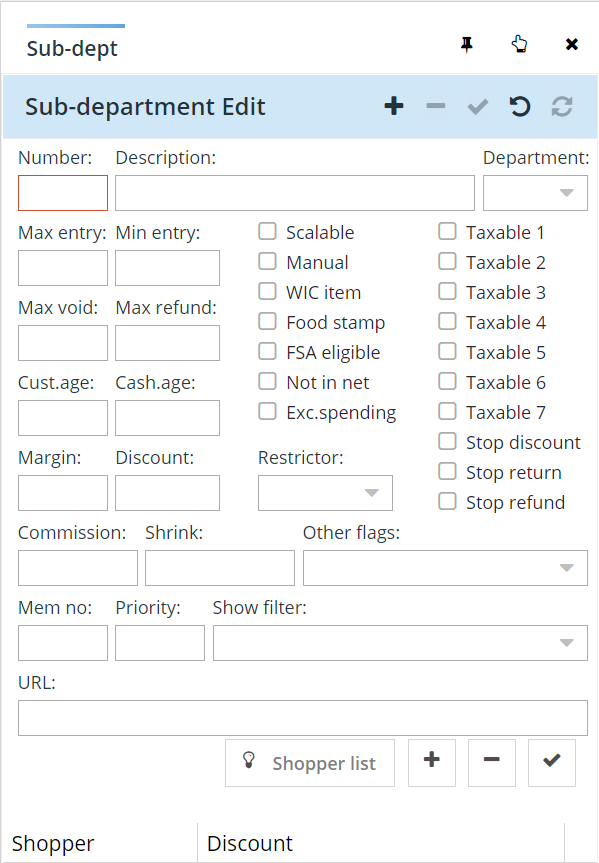 Sub-dept
Sub-department Edit
Number: Description: Department:
Max entry: Min entry: Scalable Taxable 1
Manual Taxable 2
WIC item Taxable 3
Max void: Max refund:
Food stamp Taxable 4
FSA eligible Taxable 5
Cust.age: Cash.age: Not in net Taxable 6
Exc.spending Taxable 7
Stop discount
Margin: Discount: Restrictor:
Stop return
Stop refund
Commission: Shrink: Other flags:
Mem no: Priority: Show filter:
URL:
Shopper list
Shopper Discount